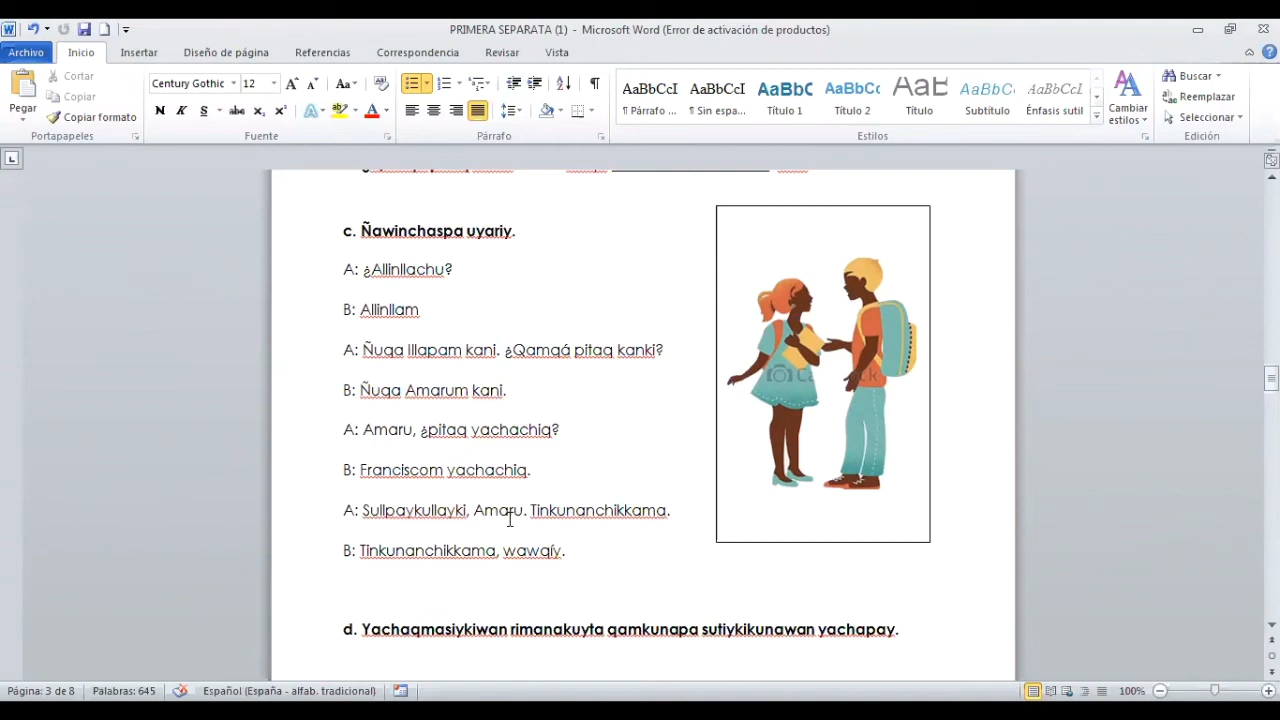 PRIMERA SEPARATA (1) - Microsoft Word (Error de activación de productos)
Archivo Inicio Insertar Diseño de página Referencias Correspondencia Revisar Vista
Pegar
Cortar
Copiar
Copiar formato
Portapapeles
Century Gothic 12
Fuente
Párrafo
AaBbCcI AaBbCcI AaBbC AaBbCc AaB AaBbCc AaBbCcI
¶ Párrafo ... ¶ Sin espa... Título 1 Título 2 Título Subtítulo Énfasis sutil
Estilos
Cambiar estilos
Buscar
Reemplazar
Seleccionar
Edición
c. Ñawinchaspa uyariy.
A: ¿Allinllachu?
B: Allinllam
A: Ñuqa Illapam kani. ¿Qamqá pitaq kanki?
B: Ñuqa Amarum kani.
A: Amaru, ¿pitaq yachachiq?
B: Franciscom yachachiq.
A: Sullpaykullayki, Amaru. Tinkunanchikkama.
B: Tinkunanchikkama, wawqíy.
d. Yachaqmasiykiwan rimanakuyta qamkunapa sutiykikunawan yachapay.
Página: 3 de 8 Palabras: 645 Español (España - alfab. tradicional) 100%